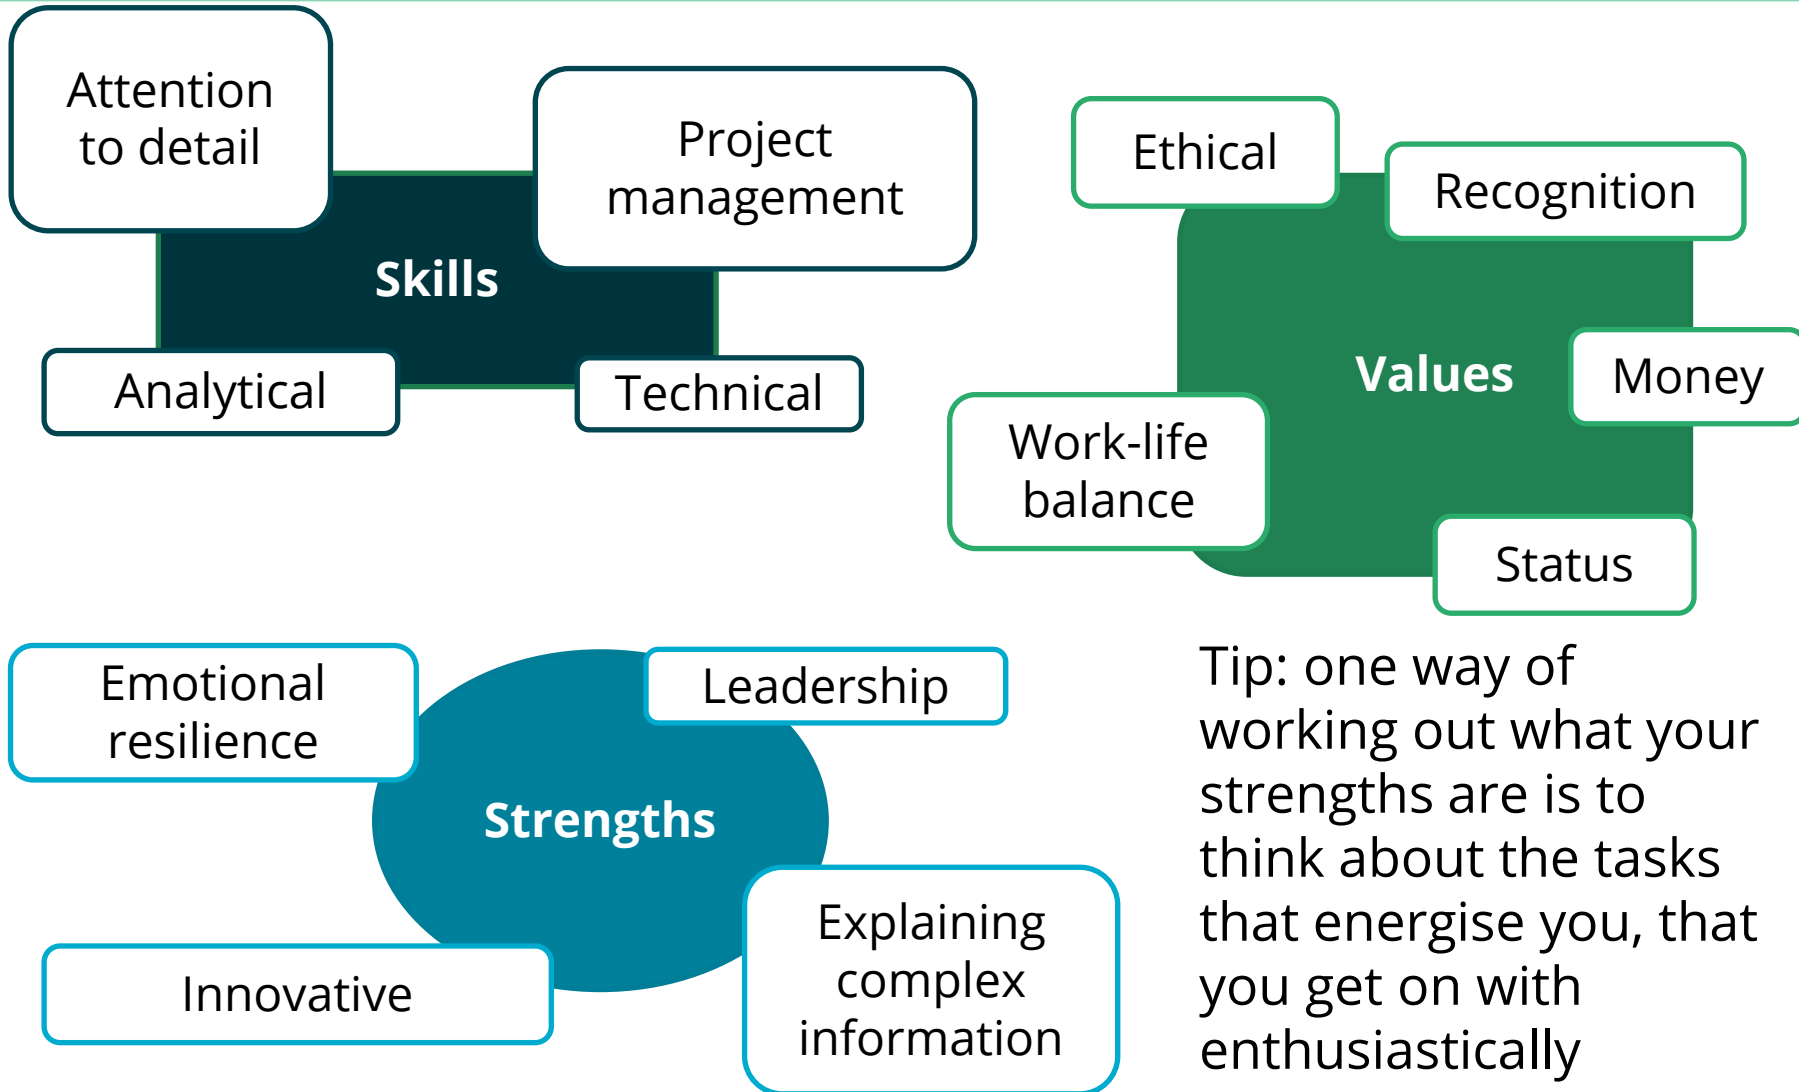 Attention
to detail
Project
management
Skills
Analytical
Technical
Ethical
Recognition
Values
Money
Work-life
balance
Status
Emotional
resilience
Leadership
Strengths
Innovative
Explaining
complex
information
Tip: one way of
working out what your
strengths are is to
think about the tasks
that energise you, that
you get on with
enthusiastically